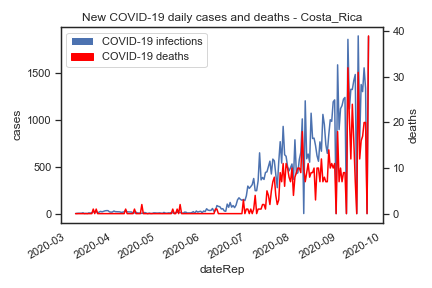 New COVID-19 daily cases and deaths - Costa_Rica
COVID-19 infections
COVID-19 deaths
1500
1000
500
0
cases
40
30
20
10
0
deaths
2020-03
2020-04
2020-05
2020-06
2020-07
2020-08
2020-09
2020-10
dateRep